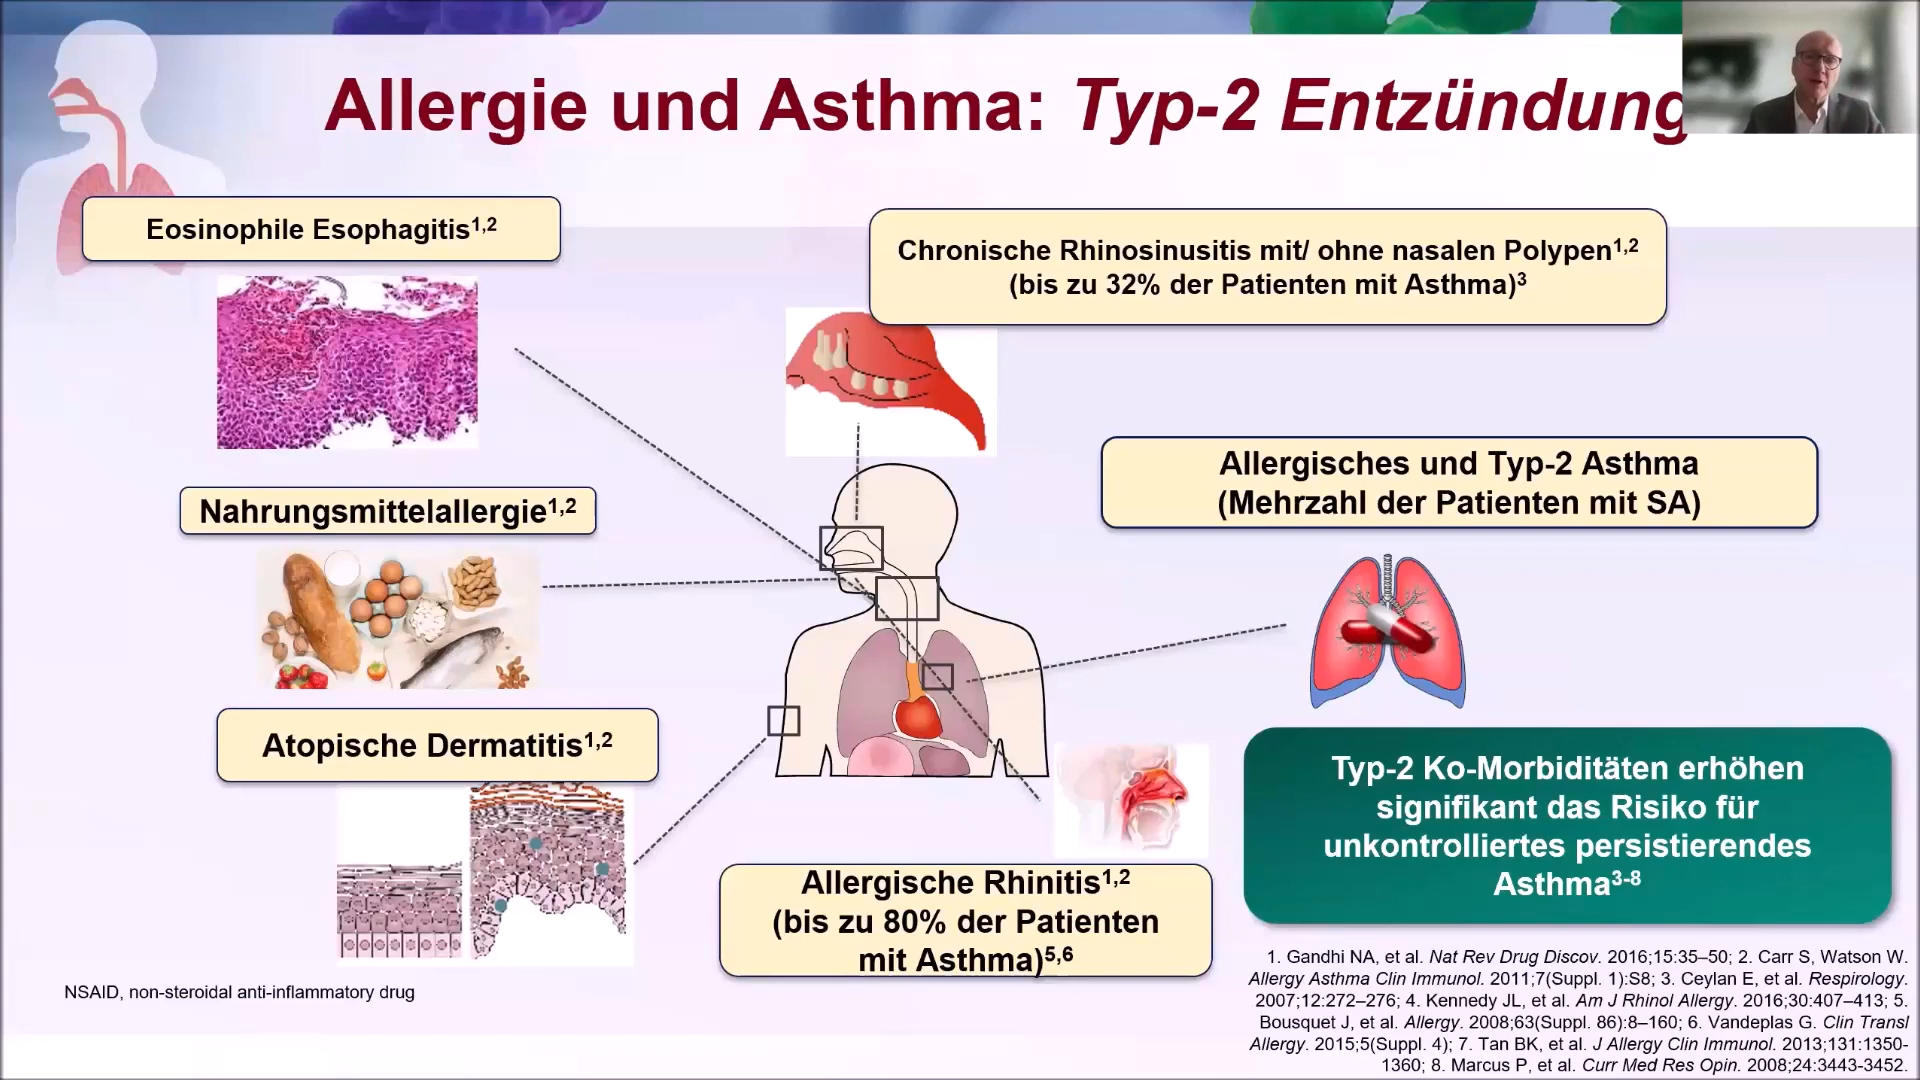 Allergie und Asthma: Typ-2 Entzündung
Eosinophile Esophagitis1,2
Chronische Rhinosinusitis mit/ ohne nasalen Polypen1,2
(bis zu 32% der Patienten mit Asthma)3
Allergisches und Typ-2 Asthma
(Mehrzahl der Patienten mit SA)
Nahrungsmittelallergie1,2
Atopische Dermatitis1,2
Allergische Rhinitis1,2
(bis zu 80% der Patienten
mit Asthma)5,6
Typ-2 Ko-Morbiditäten erhöhen
signifikant das Risiko für
unkontrolliertes persistierendes
Asthma3-8
NSAID, non-steroidal anti-inflammatory drug
1. Gandhi NA, et al. Nat Rev Drug Discov. 2016;15:35–50; 2. Carr S, Watson W.
Allergy Asthma Clin Immunol. 2011;7(Suppl. 1):S8; 3. Ceylan E, et al. Respirology.
2007;12:272–276; 4. Kennedy JL, et al. Am J Rhinol Allergy. 2016;30:407–413; 5.
Bousquet J, et al. Allergy. 2008;63(Suppl. 86):8–160; 6. Vandeplas G. Clin Transl
Allergy. 2015;5(Suppl. 4); 7. Tan BK, et al. J Allergy Clin Immunol. 2013;131:1350-
1360; 8. Marcus P, et al. Curr Med Res Opin. 2008;24:3443-3452.